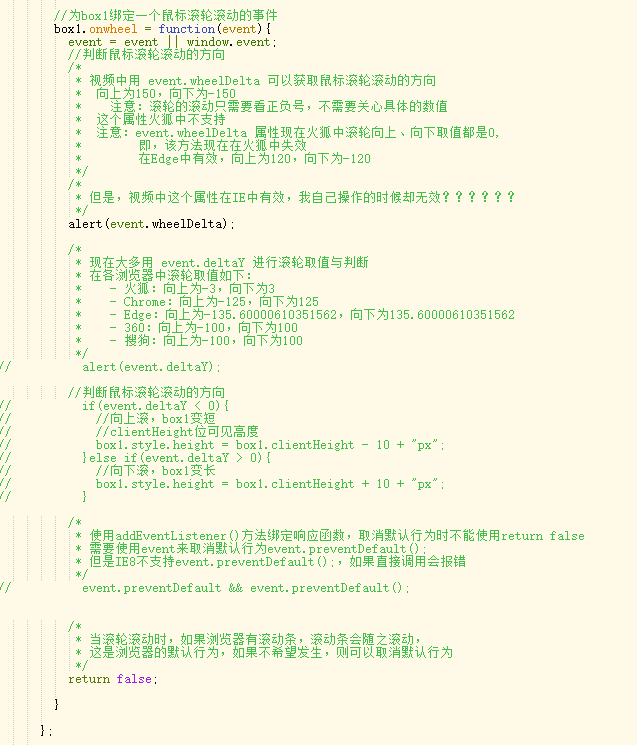 //为box1绑定一个鼠标滚轮滚动的事件
box1.onwheel = function(event){
event = event || window.event;
//判断鼠标滚轮滚动的方向
/*
* 视频中用 event.wheelDelta 可以获取鼠标滚轮滚动的方向
* 向上为150，向下为-150
* 注意：滚轮的滚动只需要看正负号，不需要关心具体的数值
* 这个属性火狐中不支持
* 注意：event.wheelDelta 属性现在火狐中滚轮向上、向下取值都是0，
* 即，该方法现在在火狐中失效
* 在Edge中有效，向上为120，向下为-120
*/
/*
* 但是，视频中这个属性在IE中有效，我自己操作的时候却无效？？？？？？
*/
alert(event.wheelDelta);
/*
* 现在大多用 event.deltaY 进行滚轮取值与判断
* 在各浏览器中滚轮取值如下：
* - 火狐：向上为-3，向下为3
* - Chrome：向上为-125，向下为125
* - Edge：向上为-135.60000610351562，向下为135.60000610351562
* - 360：向上为-100，向下为100
* - 搜狗：向上为-100，向下为100
*/
// alert(event.deltaY);
//判断鼠标滚轮滚动的方向
// if(event.deltaY < 0){
// //向上滚，box1变短
// //clientHeight位可见高度
// box1.style.height = box1.clientHeight - 10 + "px";
// }else if(event.deltaY > 0){
// //向下滚，box1变长
// box1.style.height = box1.clientHeight + 10 + "px";
// }
/*
* 使用addEventListener()方法绑定响应函数，取消默认行为时不能使用return false
* 需要使用event来取消默认行为event.preventDefault();
* 但是IE8不支持event.preventDefault();，如果直接调用会报错
*/
// event.preventDefault && event.preventDefault();
/*
* 当滚轮滚动时，如果浏览器有滚动条，滚动条会随之滚动，
* 这是浏览器的默认行为，如果不希望发生，则可以取消默认行为
*/
return false;
}
};